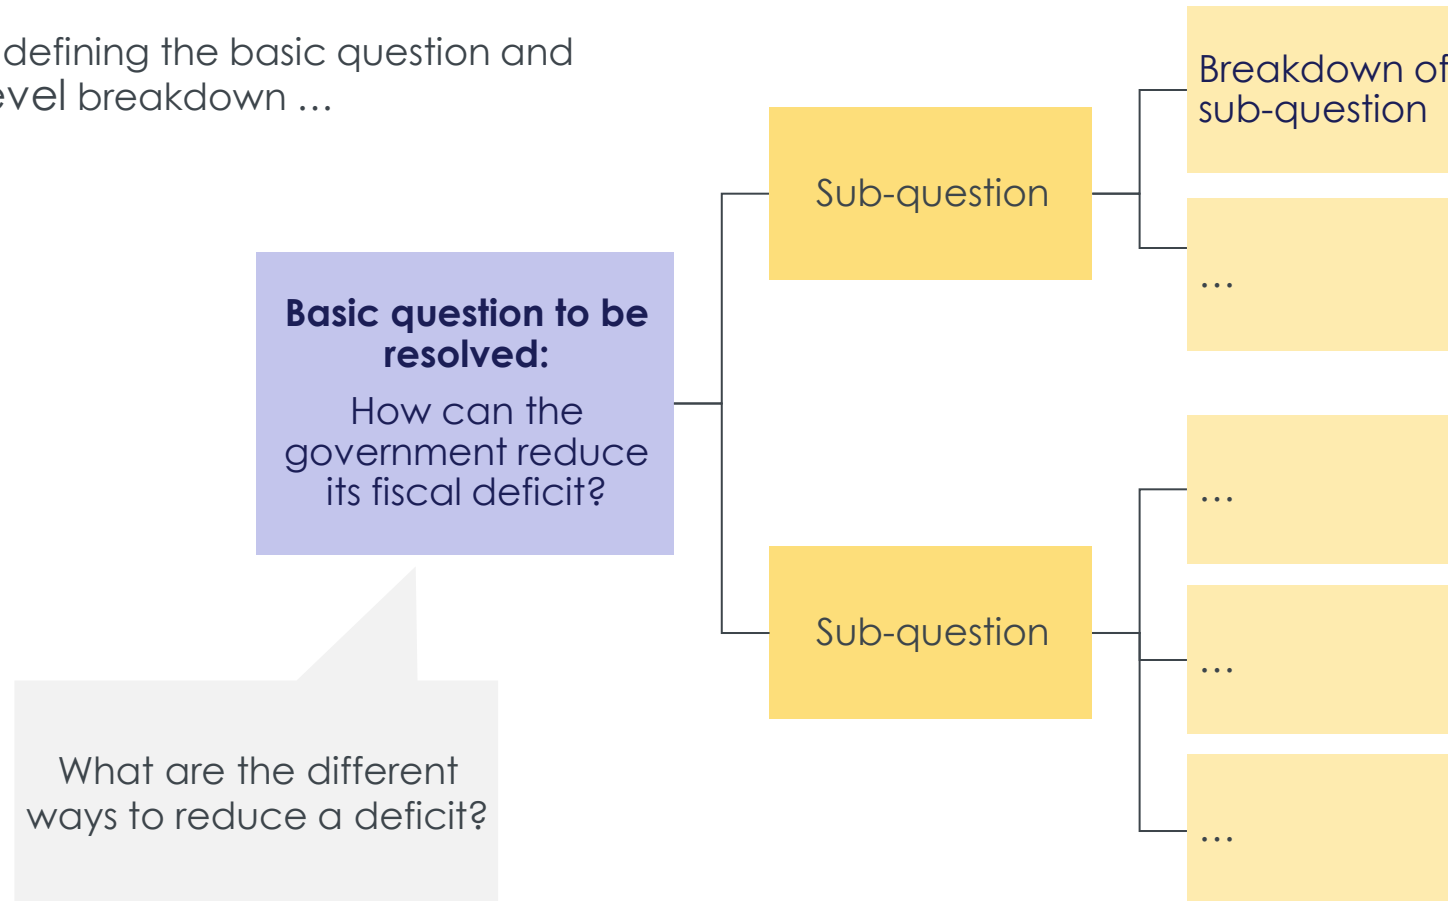 defining the basic question and
evel breakdown …
Breakdown of
sub-question
Sub-question
…
Basic question to be
resolved:
How can the
government reduce
its fiscal deficit?
…
Sub-question
…
…
What are the different
ways to reduce a deficit?